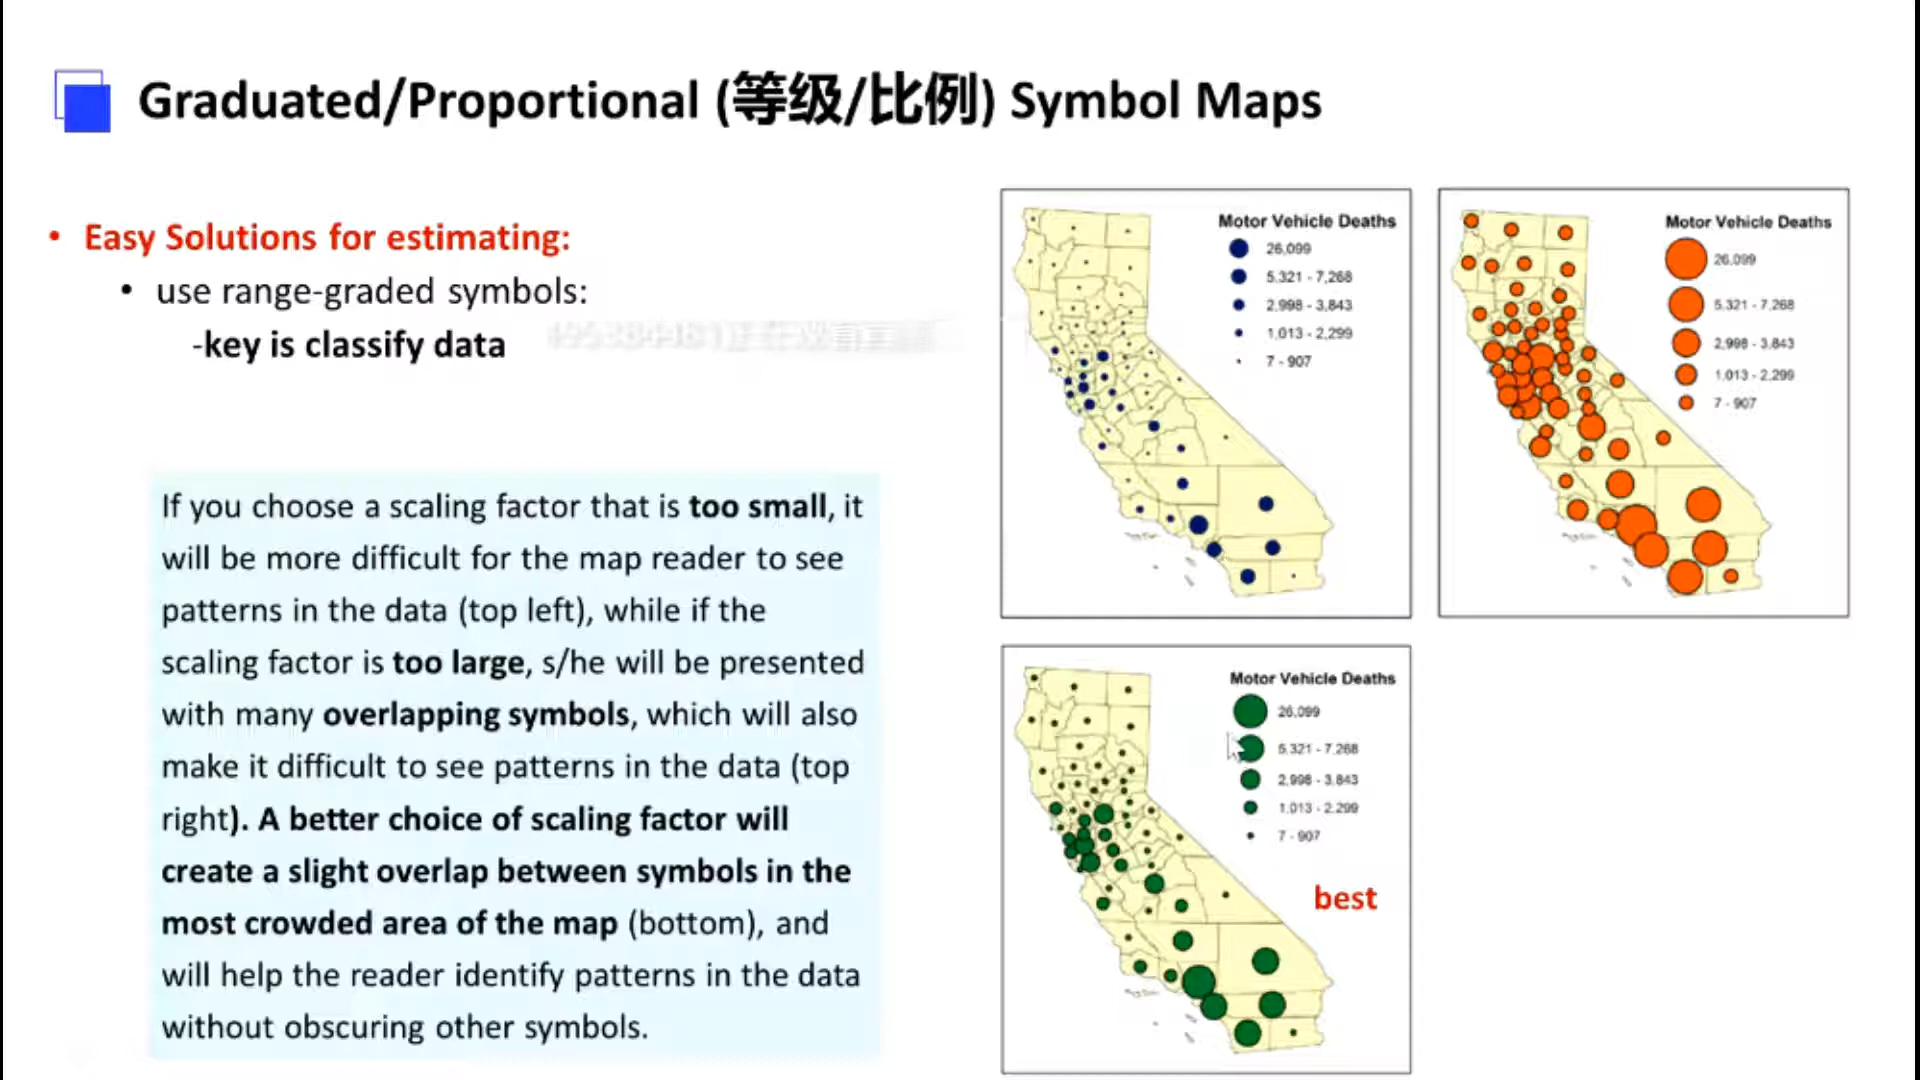 Graduated/Proportional (等级/比例) Symbol Maps
• Easy Solutions for estimating:
• use range-graded symbols:
-key is classify data
If you choose a scaling factor that is too small, it
will be more difficult for the map reader to see
patterns in the data (top left), while if the
scaling factor is too large, s/he will be presented
with many overlapping symbols, which will also
make it difficult to see patterns in the data (top
right). A better choice of scaling factor will
create a slight overlap between symbols in the
most crowded area of the map (bottom), and
will help the reader identify patterns in the data
without obscuring other symbols.
Motor Vehicle Deaths
26,099
5,321 - 7,268
2,998 - 3,843
1,013 - 2,299
7 - 907
Motor Vehicle Deaths
26,099
5,321 - 7,268
2,998 - 3,843
1,013 - 2,299
7 - 907
Motor Vehicle Deaths
26,099
5,321 - 7,268
2,998 - 3,843
1,013 - 2,299
7 - 907
best